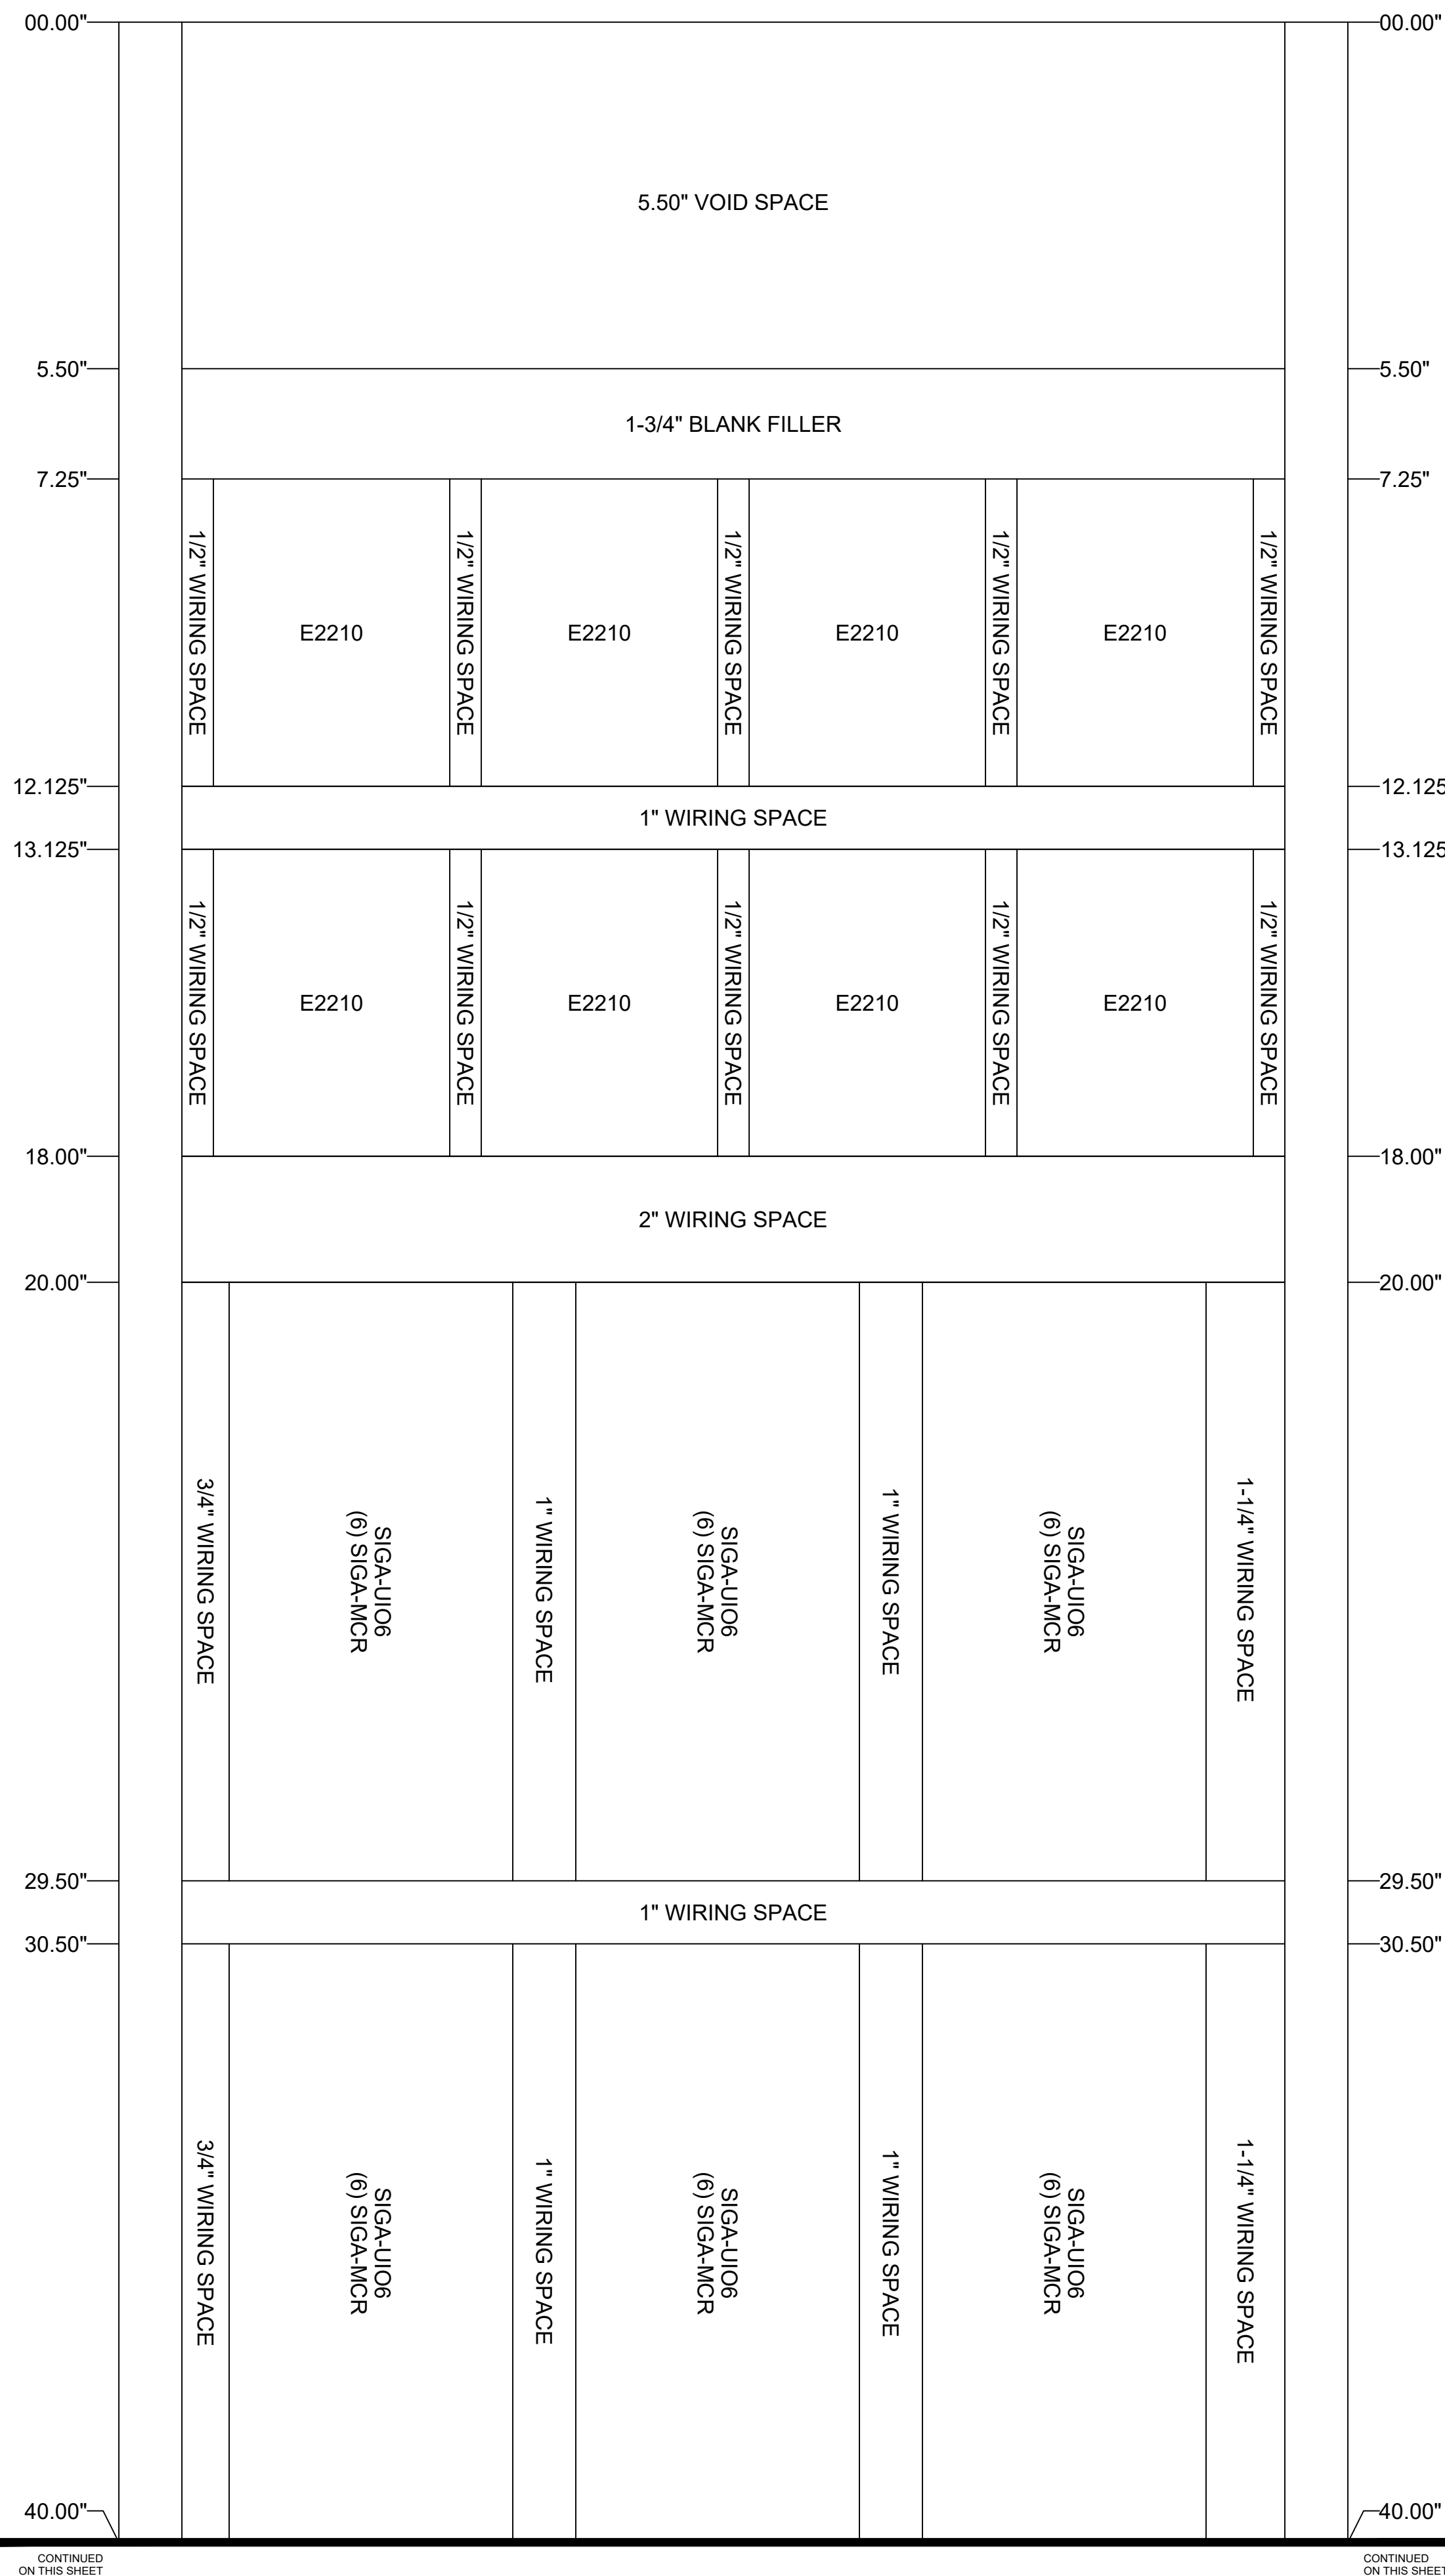 00.00"
00.00"
5.50" VOID SPACE
5.50"
5.50"
1-3/4" BLANK FILLER
7.25"
7.25"
1/2" WIRING SPACE
E2210
1/2" WIRING SPACE
E2210
1/2" WIRING SPACE
E2210
1/2" WIRING SPACE
E2210
1/2" WIRING SPACE
12.125"
12.125
1" WIRING SPACE
13.125"
13.125
1/2" WIRING SPACE
E2210
1/2" WIRING SPACE
E2210
1/2" WIRING SPACE
E2210
1/2" WIRING SPACE
E2210
1/2" WIRING SPACE
18.00"
18.00"
2" WIRING SPACE
20.00"
20.00"
3/4" WIRING SPACE
SIGA-UIO6
(6) SIGA-MCR
1" WIRING SPACE
SIGA-UIO6
(6) SIGA-MCR
1" WIRING SPACE
SIGA-UIO6
(6) SIGA-MCR
1-1/4" WIRING SPACE
29.50"
29.50"
1" WIRING SPACE
30.50"
30.50"
3/4" WIRING SPACE
SIGA-UIO6
(6) SIGA-MCR
1" WIRING SPACE
SIGA-UIO6
(6) SIGA-MCR
1" WIRING SPACE
SIGA-UIO6
(6) SIGA-MCR
1-1/4" WIRING SPACE
40.00"
40.00"
CONTINUED
ON THIS SHEET
CONTINUED
ON THIS SHEET